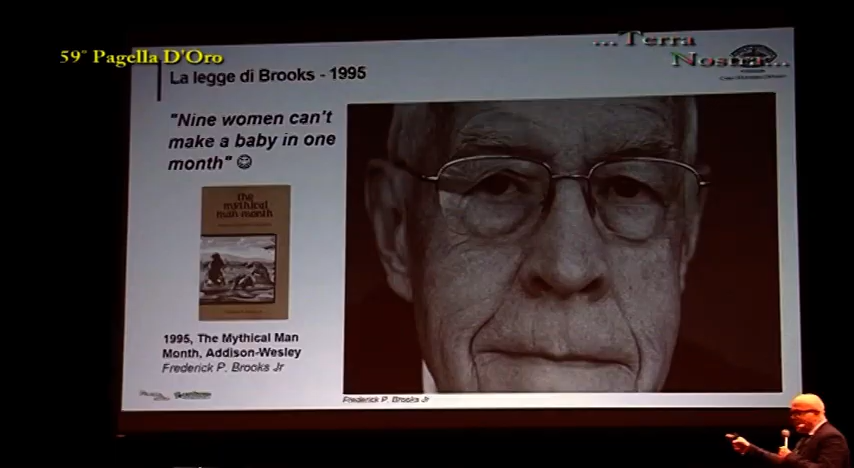 59° Pagella D'Oro
...Terra
Nostra...
La legge di Brooks - 1995
"Nine women can't
make a baby in one
month" ☺
the
mythical
man month
1995, The Mythical Man
Month, Addison-Wesley
Frederick P. Brooks Jr
Frederick P. Brooks Jr